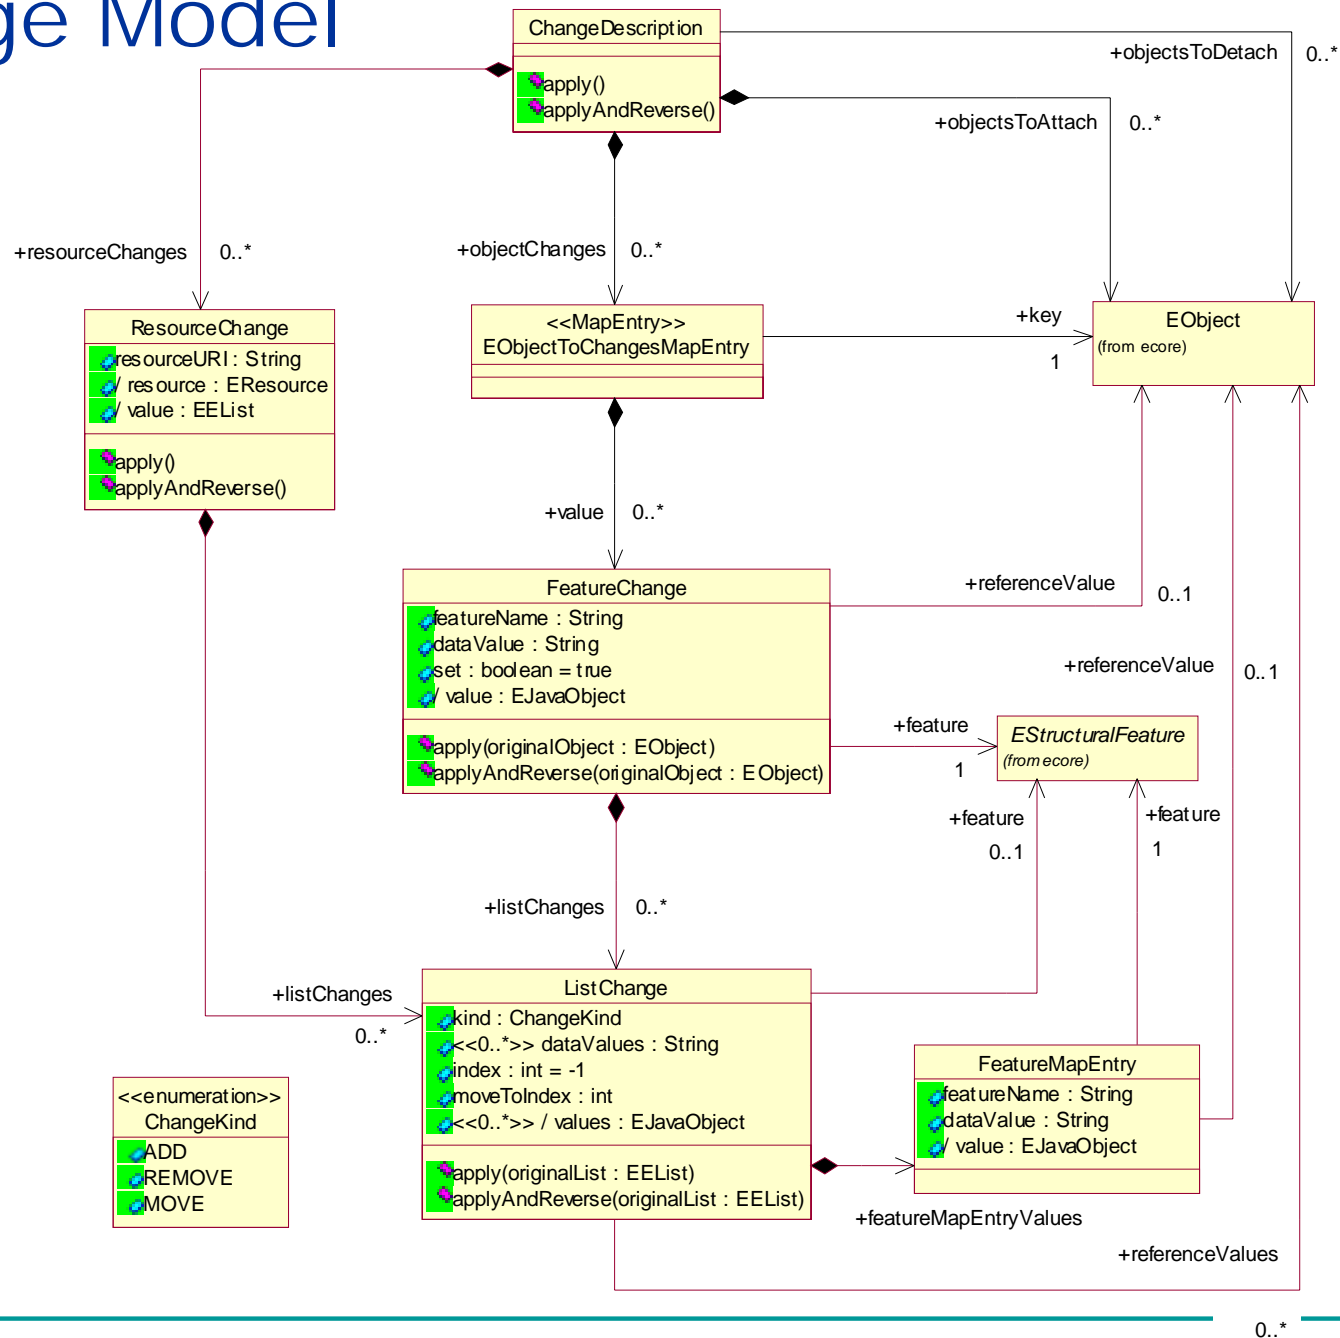 ge Model
ChangeDescription
apply()
applyAndReverse()
+objectsToDetach
0..*
+objectsToAttach
0..*
+resourceChanges
0..*
+objectChanges
0..*
ResourceChange
resourceURI : String
/ resource : EResource
/ value : EEList
apply()
applyAndReverse()
<<MapEntry>>
EObjectToChangesMapEntry
+key
1
EObject
(from ecore)
+value
0..*
FeatureChange
featureName : String
dataValue : String
set : boolean = true
/ value : EJavaObject
apply(originalObject : EObject)
applyAndReverse(originalObject : EObject)
+referenceValue
0..1
+referenceValue
0..1
+feature
1
EStructuralFeature
(from ecore)
+feature
0..1
+feature
1
+listChanges
0..*
+listChanges
0..*
ListChange
kind : ChangeKind
<<0..*>> dataValues : String
index : int = -1
moveToIndex : int
<<0..*>> / values : EJavaObject
apply(originalList : EEList)
applyAndReverse(originalList : EEList)
FeatureMapEntry
featureName : String
dataValue : String
/ value : EJavaObject
<<enumeration>>
ChangeKind
ADD
REMOVE
MOVE
+featureMapEntryValues
+referenceValues
0..*